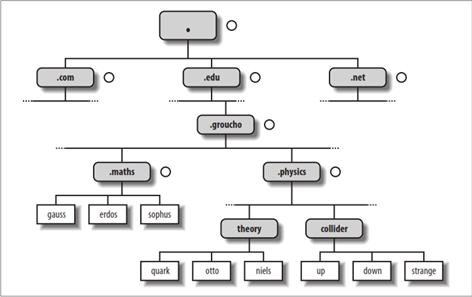 .
.com .edu .net
.groucho
.maths .physics
gauss erdos sophus theory collider
quark otto niels up down strange